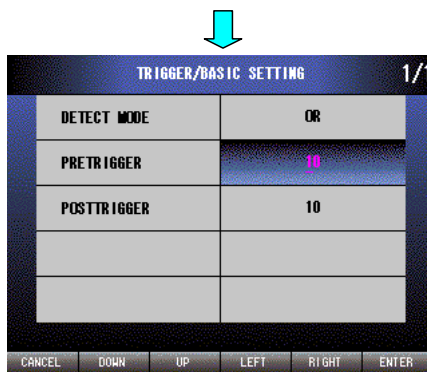 TRIGGER/BASIC SETTING 1/1
DETECT MODE OR
PRETRIGGER 10
POSTTRIGGER 10
CANCEL DOWN UP LEFT RIGHT ENTER